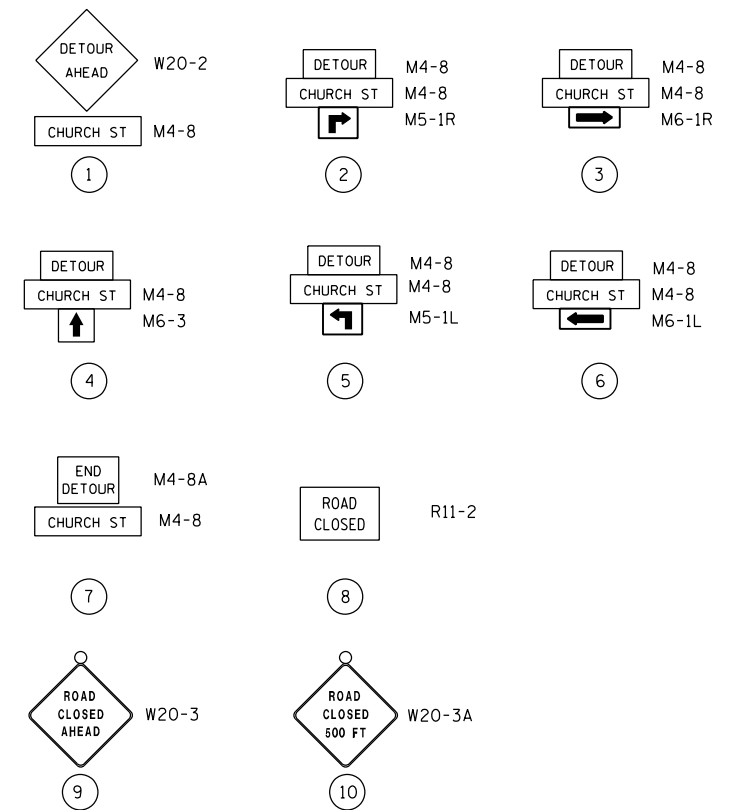 DETOUR
AHEAD
W20-2
CHURCH ST
M4-8
1
DETOUR
M4-8
CHURCH ST
M4-8
M5-1R
2
DETOUR
M4-8
CHURCH ST
M4-8
M6-1R
3
DETOUR
CHURCH ST
M4-8
M6-3
4
DETOUR
M4-8
CHURCH ST
M4-8
M5-1L
5
DETOUR
M4-8
CHURCH ST
M4-8
M6-1L
6
END
DETOUR
M4-8A
CHURCH ST
M4-8
7
ROAD
CLOSED
R11-2
8
ROAD
CLOSED
AHEAD
W20-3
9
ROAD
CLOSED
500 FT
W20-3A
10